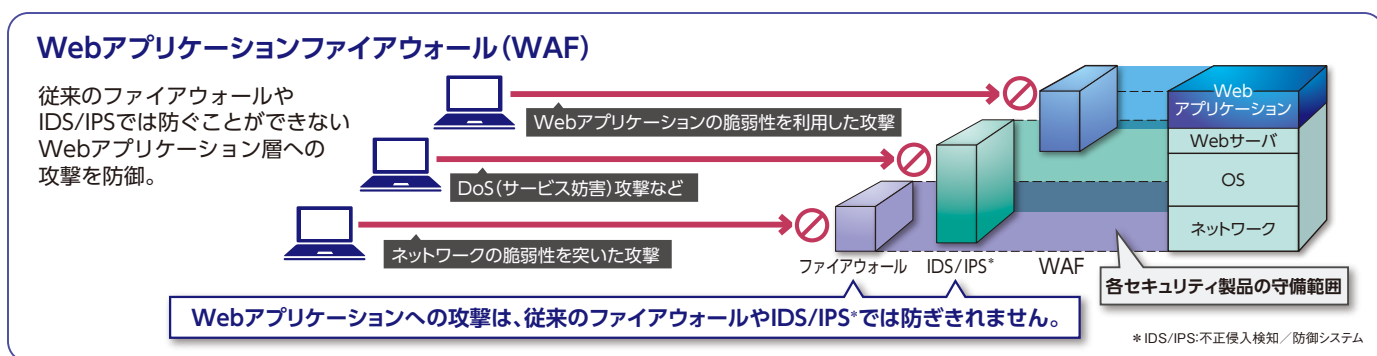 Webアプリケーションファイアウォール(WAF)
従来のファイアウォールや
IDS/IPSでは防ぐことができない
Webアプリケーション層への
攻撃を防御。
Webアプリケーションの脆弱性を利用した攻撃
DoS(サービス妨害)攻撃など
ネットワークの脆弱性を突いた攻撃
ファイアウォール
IDS/IPS*
WAF
Web
アプリケーション
Webサーバ
OS
ネットワーク
各セキュリティ製品の守備範囲
Webアプリケーションへの攻撃は、従来のファイアウォールやIDS/IPS*では防ぎきれません。
*IDS/IPS:不正侵入検知/防御システム